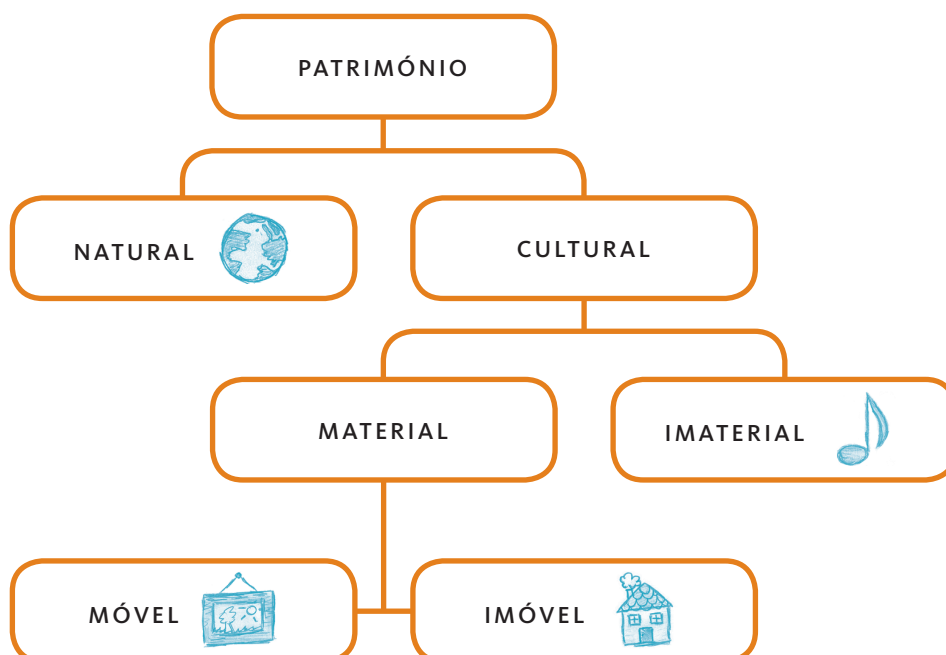 PATRIMÓNIO
NATURAL
CULTURAL
MATERIAL
IMATERIAL
MÓVEL
IMÓVEL